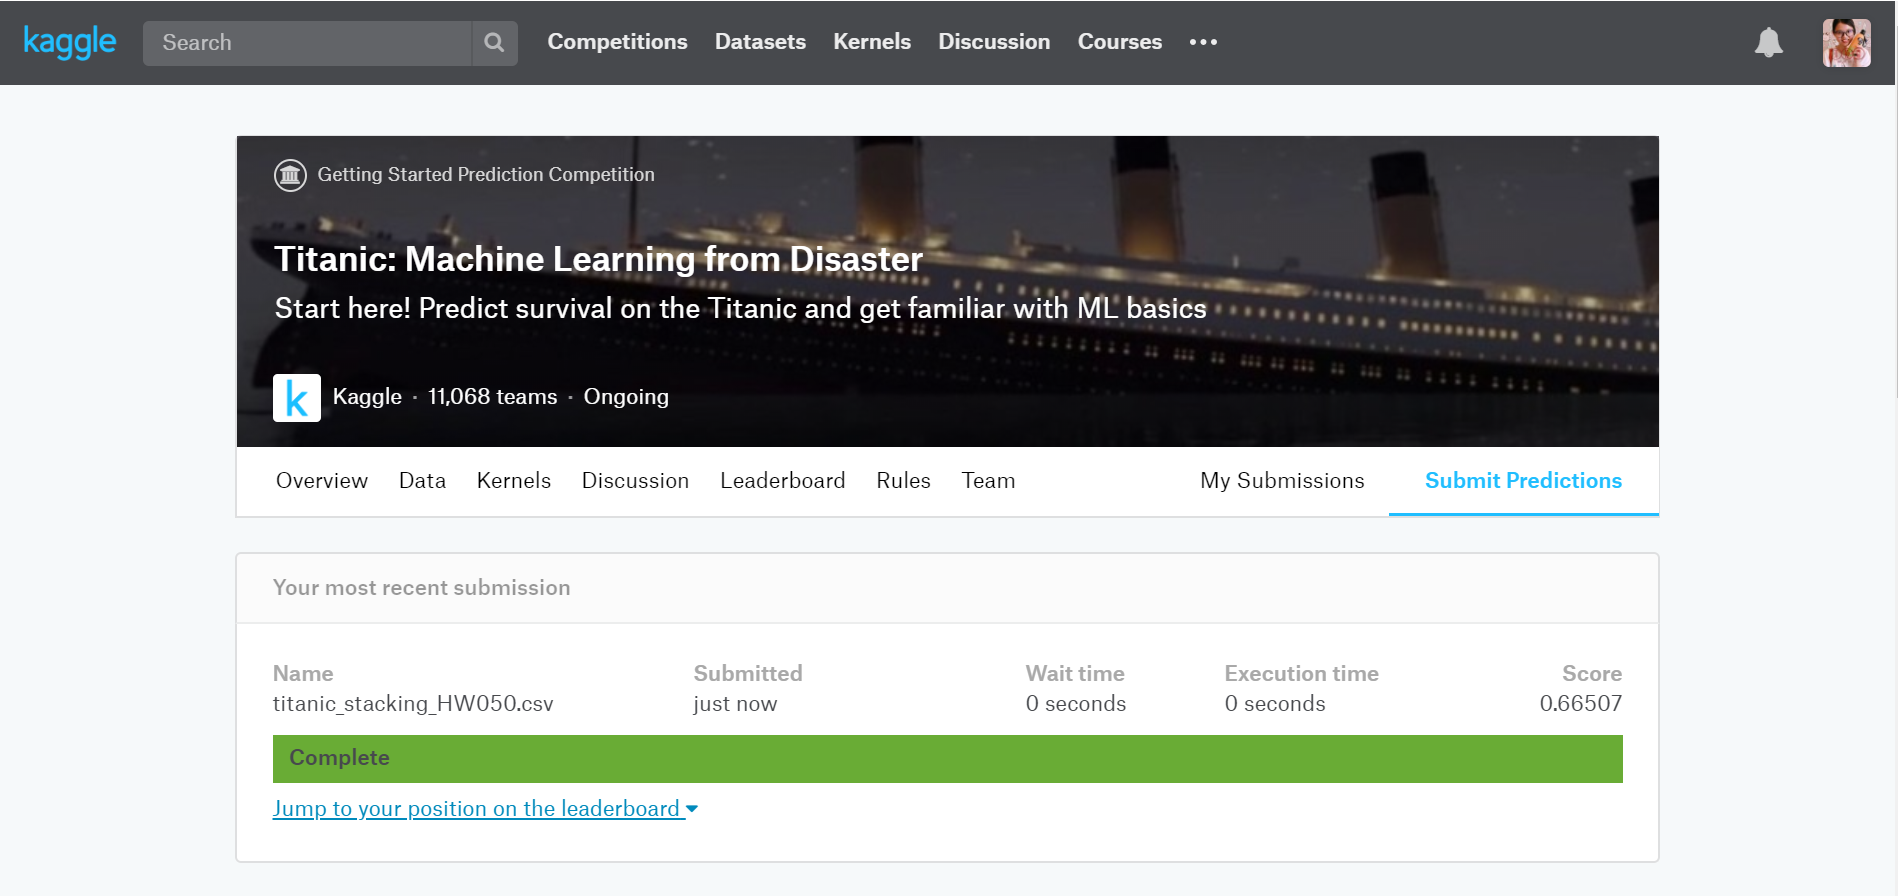 kaggle
Search
Competitions Datasets Kernels Discussion Courses
Getting Started Prediction Competition
Titanic: Machine Learning from Disaster
Start here! Predict survival on the Titanic and get familiar with ML basics
k
Kaggle · 11,068 teams · Ongoing
Overview Data Kernels Discussion Leaderboard Rules Team My Submissions Submit Predictions
Your most recent submission
Name Submitted Wait time Execution time Score
titanic_stacking_HW050.csv just now 0 seconds 0 seconds 0.66507
Complete
Jump to your position on the leaderboard